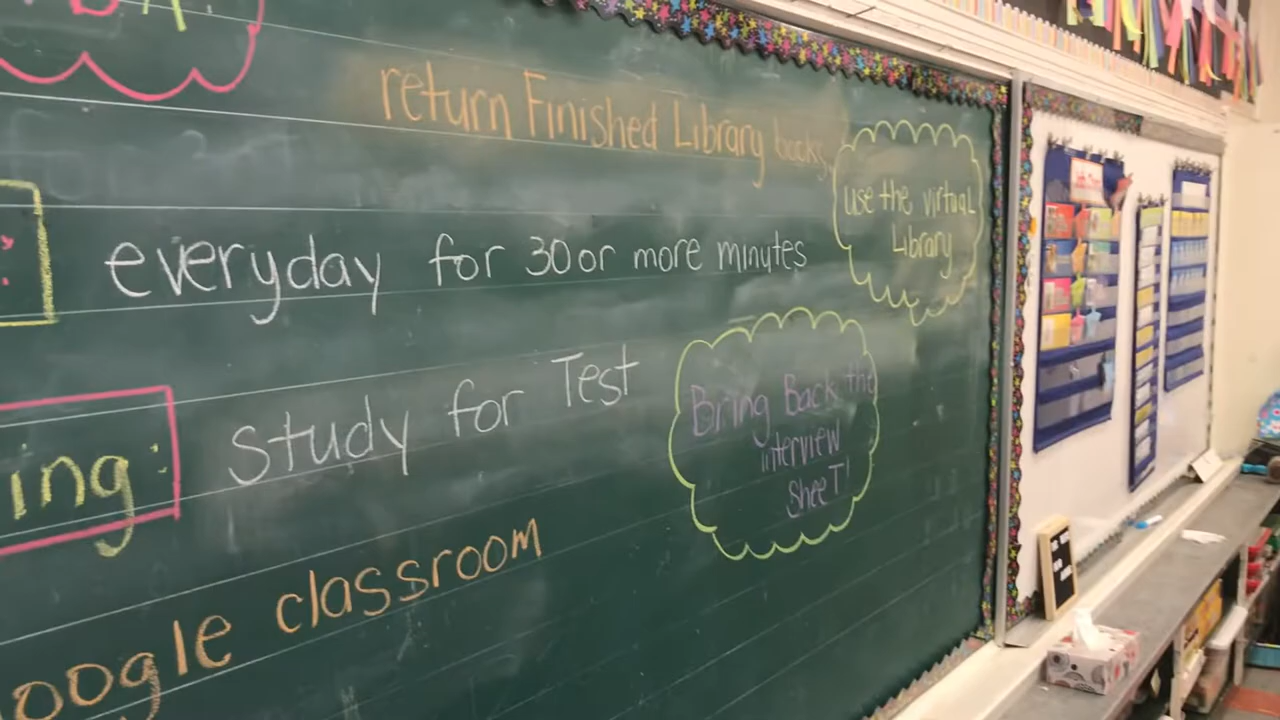 return Finished Library books,
use the virtual
Library
everyday for 30 or more minutes
study for Test
Bring Back the
interview
sheeT!
ing:
oogle classroom